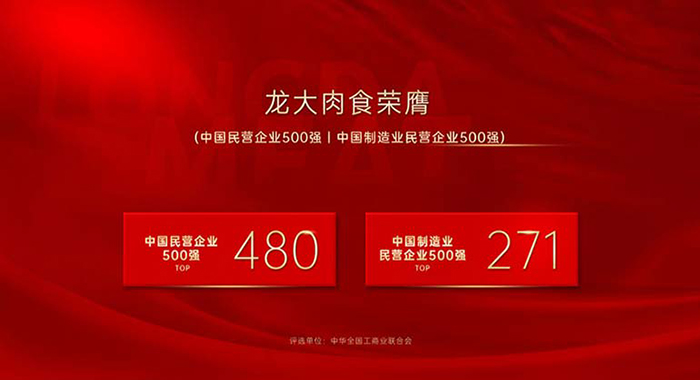 LONGDA
MEAT
龙大肉食荣膺
(中国民营企业500强丨中国制造业民营企业500强)
中国民营企业
500强
TOP
480
中国制造业
民营企业500强
TOP
271
评选单位：中华全国工商业联合会